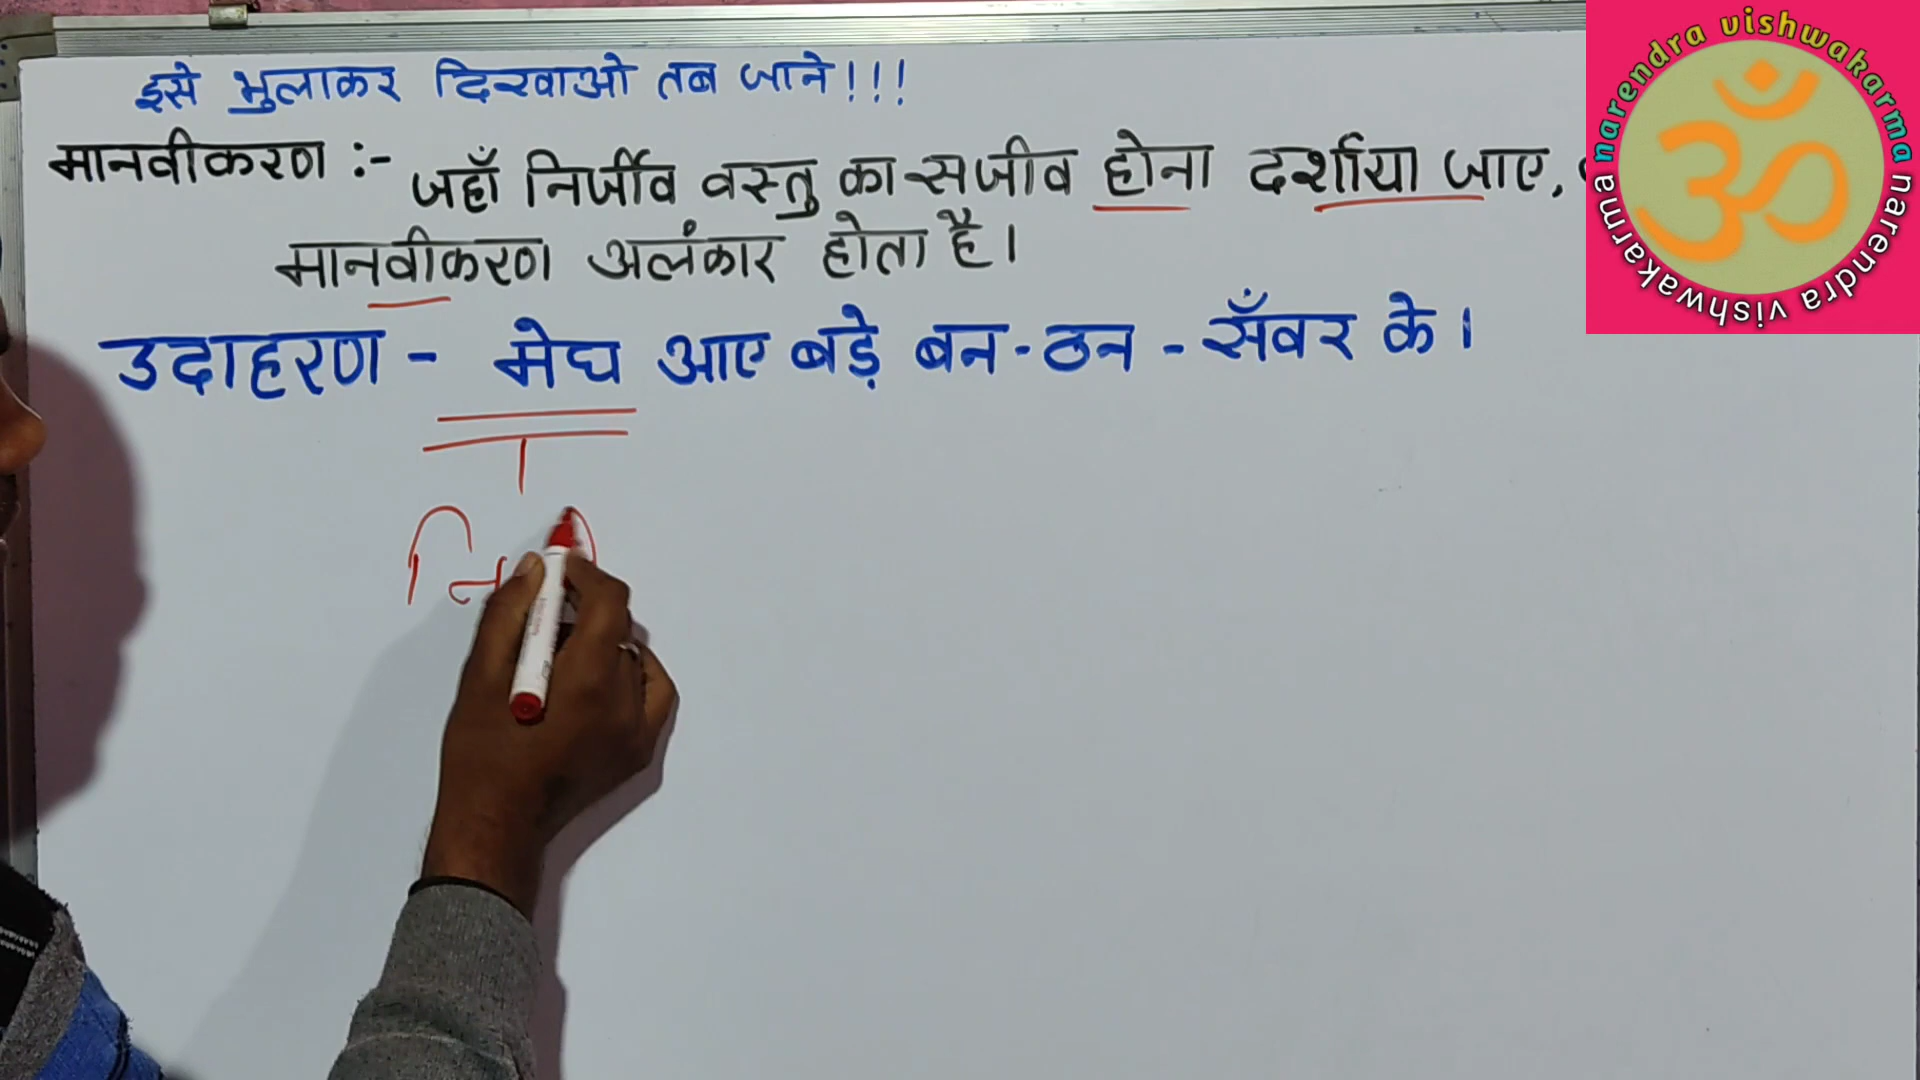 इसे भुलाकर दिखाओ तब जाने!!!
मानवीकरण :- जहाँ निर्जीव वस्तु का सजीव होना दर्शाया जाए,
मानवीकरण अलंकार होता है।
उदाहरण - मेघ आए बड़े बन-ठन-सँवर के।
narendra vishwakarma narendra vishwakarma
ॐ